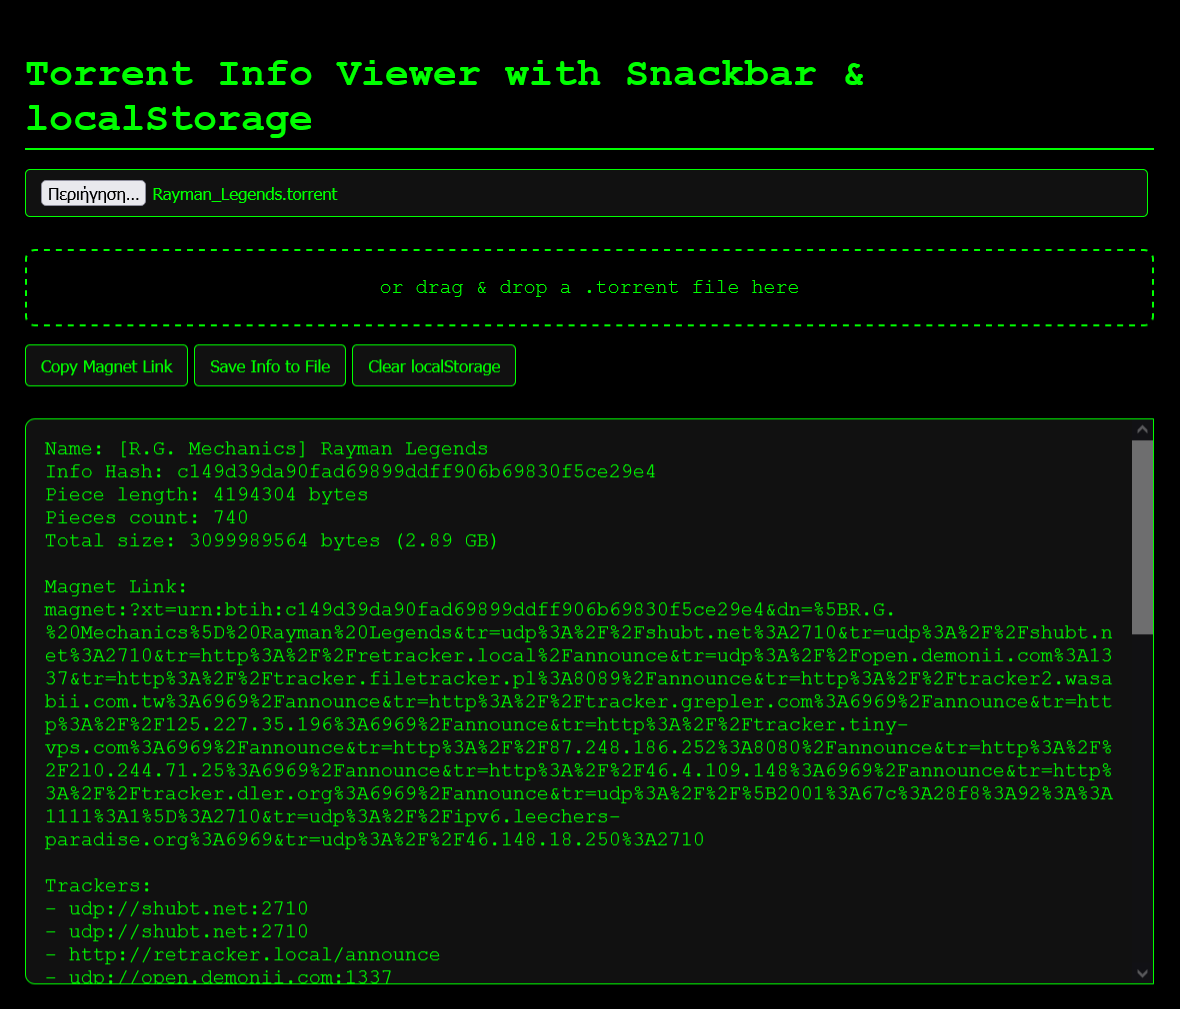 Torrent Info Viewer with Snackbar &
localStorage
Περιήγηση... Rayman_Legends.torrent
or drag & drop a .torrent file here
Copy Magnet Link Save Info to File Clear localStorage
Name: [R.G. Mechanics] Rayman Legends
Info Hash: c149d39da90fad69899ddff906b69830f5ce29e4
Piece length: 4194304 bytes
Pieces count: 740
Total size: 3099989564 bytes (2.89 GB)
Magnet Link:
magnet:?xt=urn:btih:c149d39da90fad69899ddff906b69830f5ce29e4&dn=%5BR.G.
%20Mechanics%5D%20Rayman%20Legends&tr=udp%3A%2F%2Fshubt.net%3A2710&tr=udp%3A%2F%2Fshubt.n
et%3A2710&tr=http%3A%2F%2Fretracker.local%2Fannounce&tr=udp%3A%2F%2Fopen.demonii.com%3A13
37&tr=http%3A%2F%2Ftracker.filetracker.pl%3A8089%2Fannounce&tr=http%3A%2F%2Ftracker2.wasa
bii.com.tw%3A6969%2Fannounce&tr=http%3A%2F%2Ftracker.grepler.com%3A6969%2Fannounce&tr=htt
p%3A%2F%2F125.227.35.196%3A6969%2Fannounce&tr=http%3A%2F%2Ftracker.tiny-
vps.com%3A6969%2Fannounce&tr=http%3A%2F%2F87.248.186.252%3A8080%2Fannounce&tr=http%3A%2F%
2F210.244.71.25%3A6969%2Fannounce&tr=http%3A%2F%2F46.4.109.148%3A6969%2Fannounce&tr=http%
3A%2F%2Ftracker.dler.org%3A6969%2Fannounce&tr=udp%3A%2F%2F%5B2001%3A67c%3A28f8%3A92%3A%3A
1111%3A1%5D%3A2710&tr=udp%3A%2F%2Fipv6.leechers-
paradise.org%3A6969&tr=udp%3A%2F%2F46.148.18.250%3A2710
Trackers:
- udp://shubt.net:2710
- udp://shubt.net:2710
- http://retracker.local/announce
- udp://open.demonii.com:1337